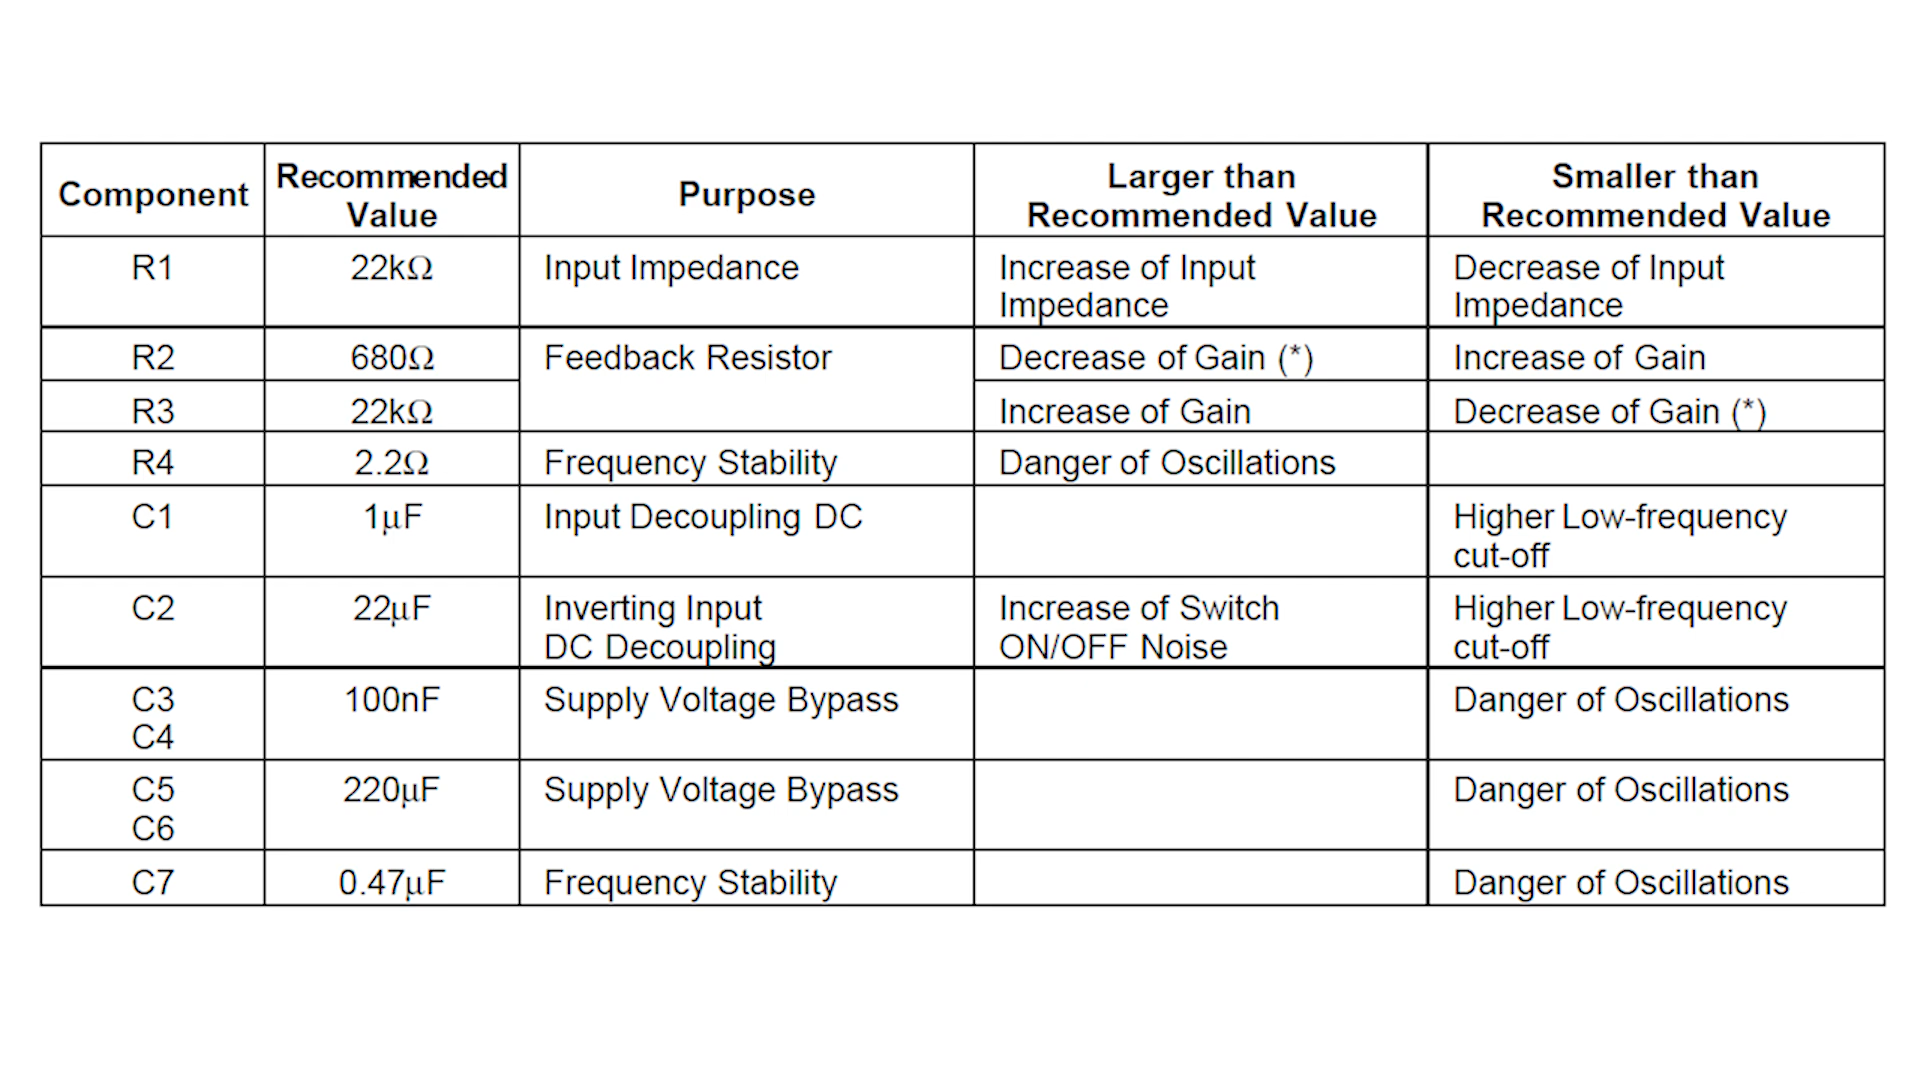 Component Recommended Value Purpose Larger than Recommended Value Smaller than Recommended Value
R1 22kΩ Input Impedance Increase of Input Impedance Decrease of Input Impedance
R2 680Ω Feedback Resistor Decrease of Gain (*) Increase of Gain
R3 22kΩ Increase of Gain Decrease of Gain (*)
R4 2.2Ω Frequency Stability Danger of Oscillations
C1 1μF Input Decoupling DC Higher Low-frequency cut-off
C2 22μF Inverting Input DC Decoupling Increase of Switch ON/OFF Noise Higher Low-frequency cut-off
C3 C4 100nF Supply Voltage Bypass Danger of Oscillations
C5 C6 220μF Supply Voltage Bypass Danger of Oscillations
C7 0.47μF Frequency Stability Danger of Oscillations